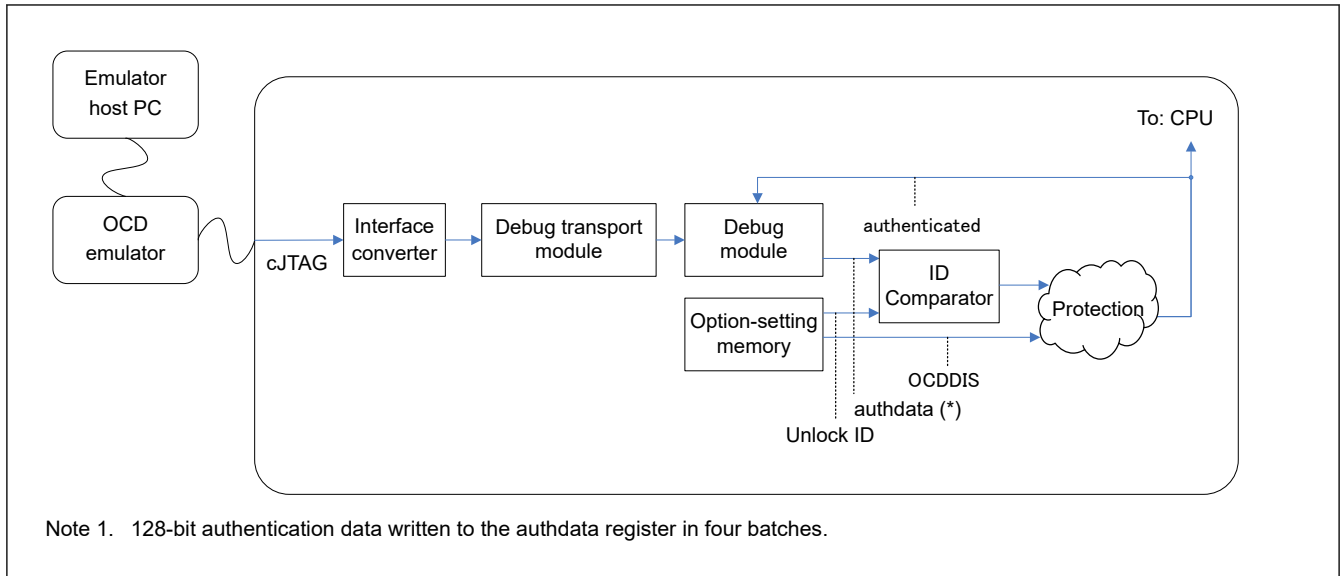 Emulator
host PC
OCD
emulator
cJTAG
Interface
converter
Debug transport
module
Debug
module
Option-setting
memory
ID
Comparator
Protection
To: CPU
authenticated
OCDDIS
authdata (*)
Unlock ID
Note 1. 128-bit authentication data written to the authdata register in four batches.